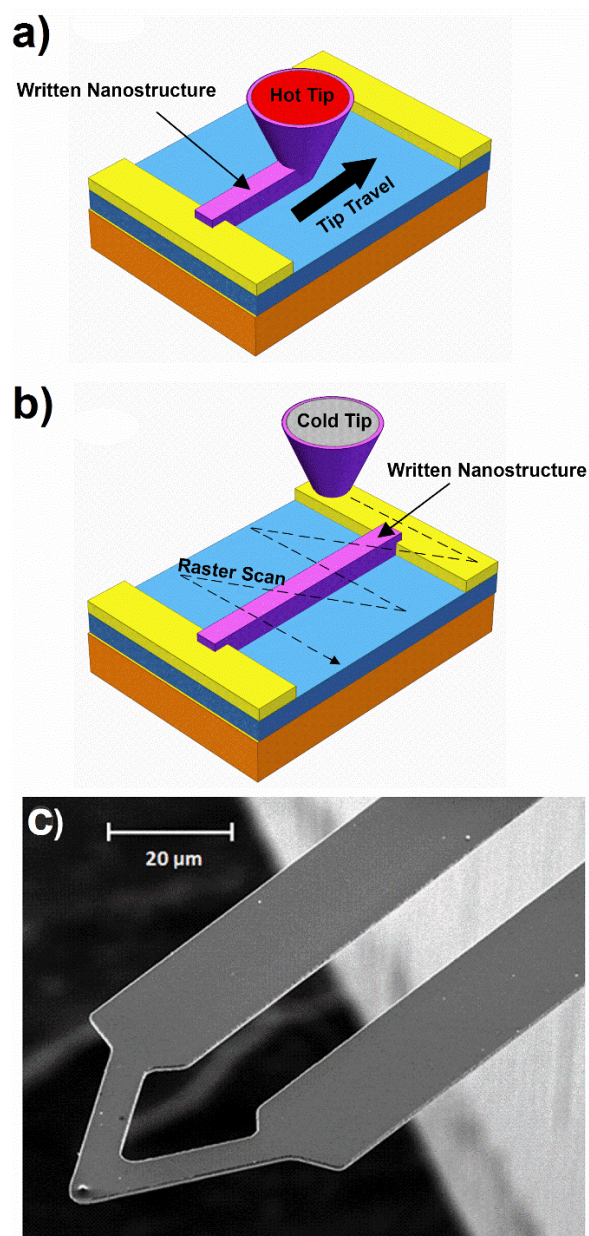 a)
Written Nanostructure
Hot Tip
Tip Travel
b)
Cold Tip
Written Nanostructure
Raster Scan
c)
20 µm